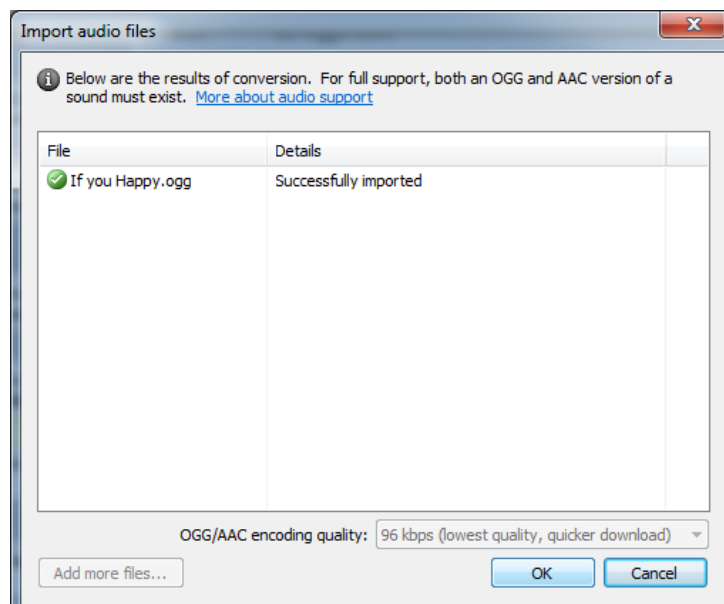 Import audio files
Below are the results of conversion.  For full support, both an OGG and AAC version of a
sound must exist.  More about audio support
File Details
If you Happy.ogg Successfully imported
OGG/AAC encoding quality: 96 kbps (lowest quality, quicker download)
Add more files... OK Cancel